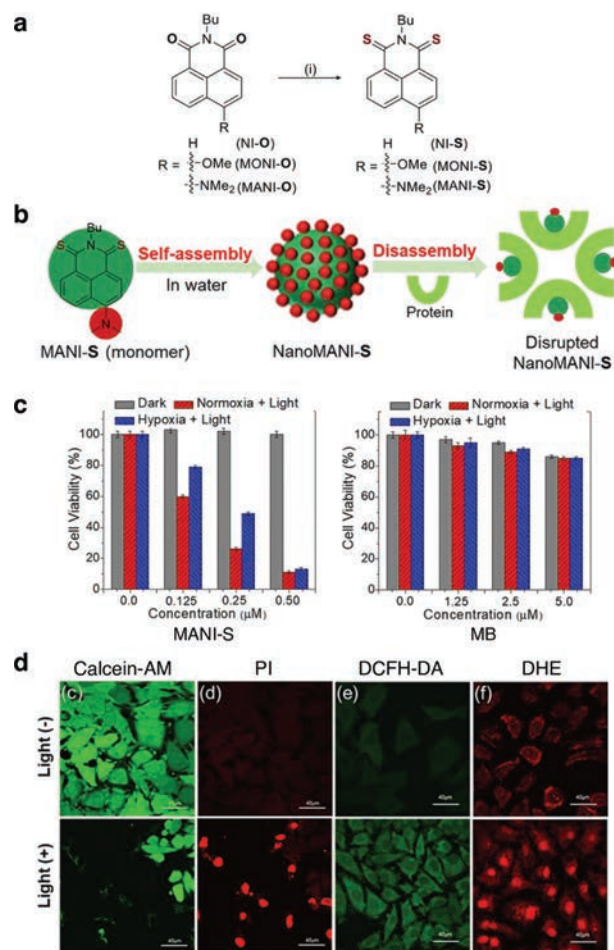 a
Bu Bu
O N O (i) S N S
R R
H (NI-O) H (NI-S)
R = OMe (MONI-O) R = OMe (MONI-S)
NMe2 (MANI-O) NMe2 (MANI-S)
b
Bu
S N S
N
Self-assembly
In water
Disassembly
Protein
MANI-S (monomer)
NanoMANI-S
Disrupted
NanoMANI-S
c
Dark Normoxia + Light
Hypoxia + Light
Cell Viability (%)
100
80
60
40
20
0
0.0 0.125 0.25 0.50
Concentration (μM)
MANI-S
Dark Normoxia + Light
Hypoxia + Light
Cell Viability (%)
100
80
60
40
20
0
0.0 1.25 2.5 5.0
Concentration (μM)
MB
d
Calcein-AM PI DCFH-DA DHE
Light (-)
(c) (d) (e) (f)
40μm 40μm 40μm
Light (+)
40μm 40μm 40μm 40μm